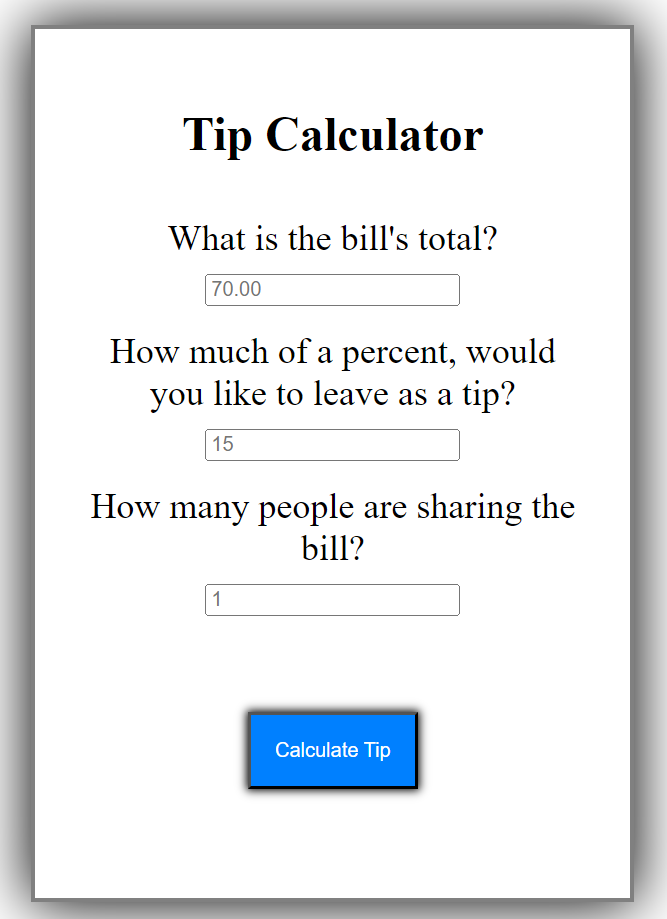 Tip Calculator
What is the bill's total?
70.00
How much of a percent, would
you like to leave as a tip?
15
How many people are sharing the
bill?
1
Calculate Tip